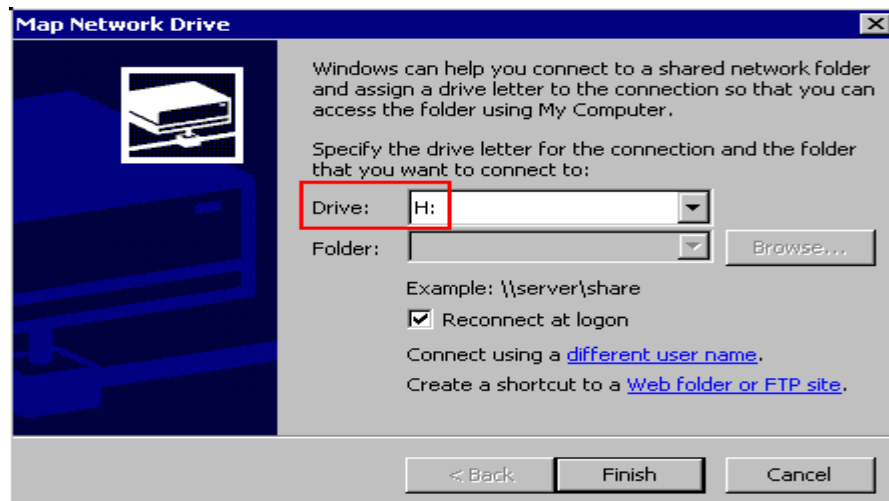 Map Network Drive
Windows can help you connect to a shared network folder
and assign a drive letter to the connection so that you can
access the folder using My Computer.
Specify the drive letter for the connection and the folder
that you want to connect to:
Drive: H:
Folder: Browse...
Example: \\server\share
Reconnect at logon
Connect using a different user name.
Create a shortcut to a Web folder or FTP site.
< Back Finish Cancel